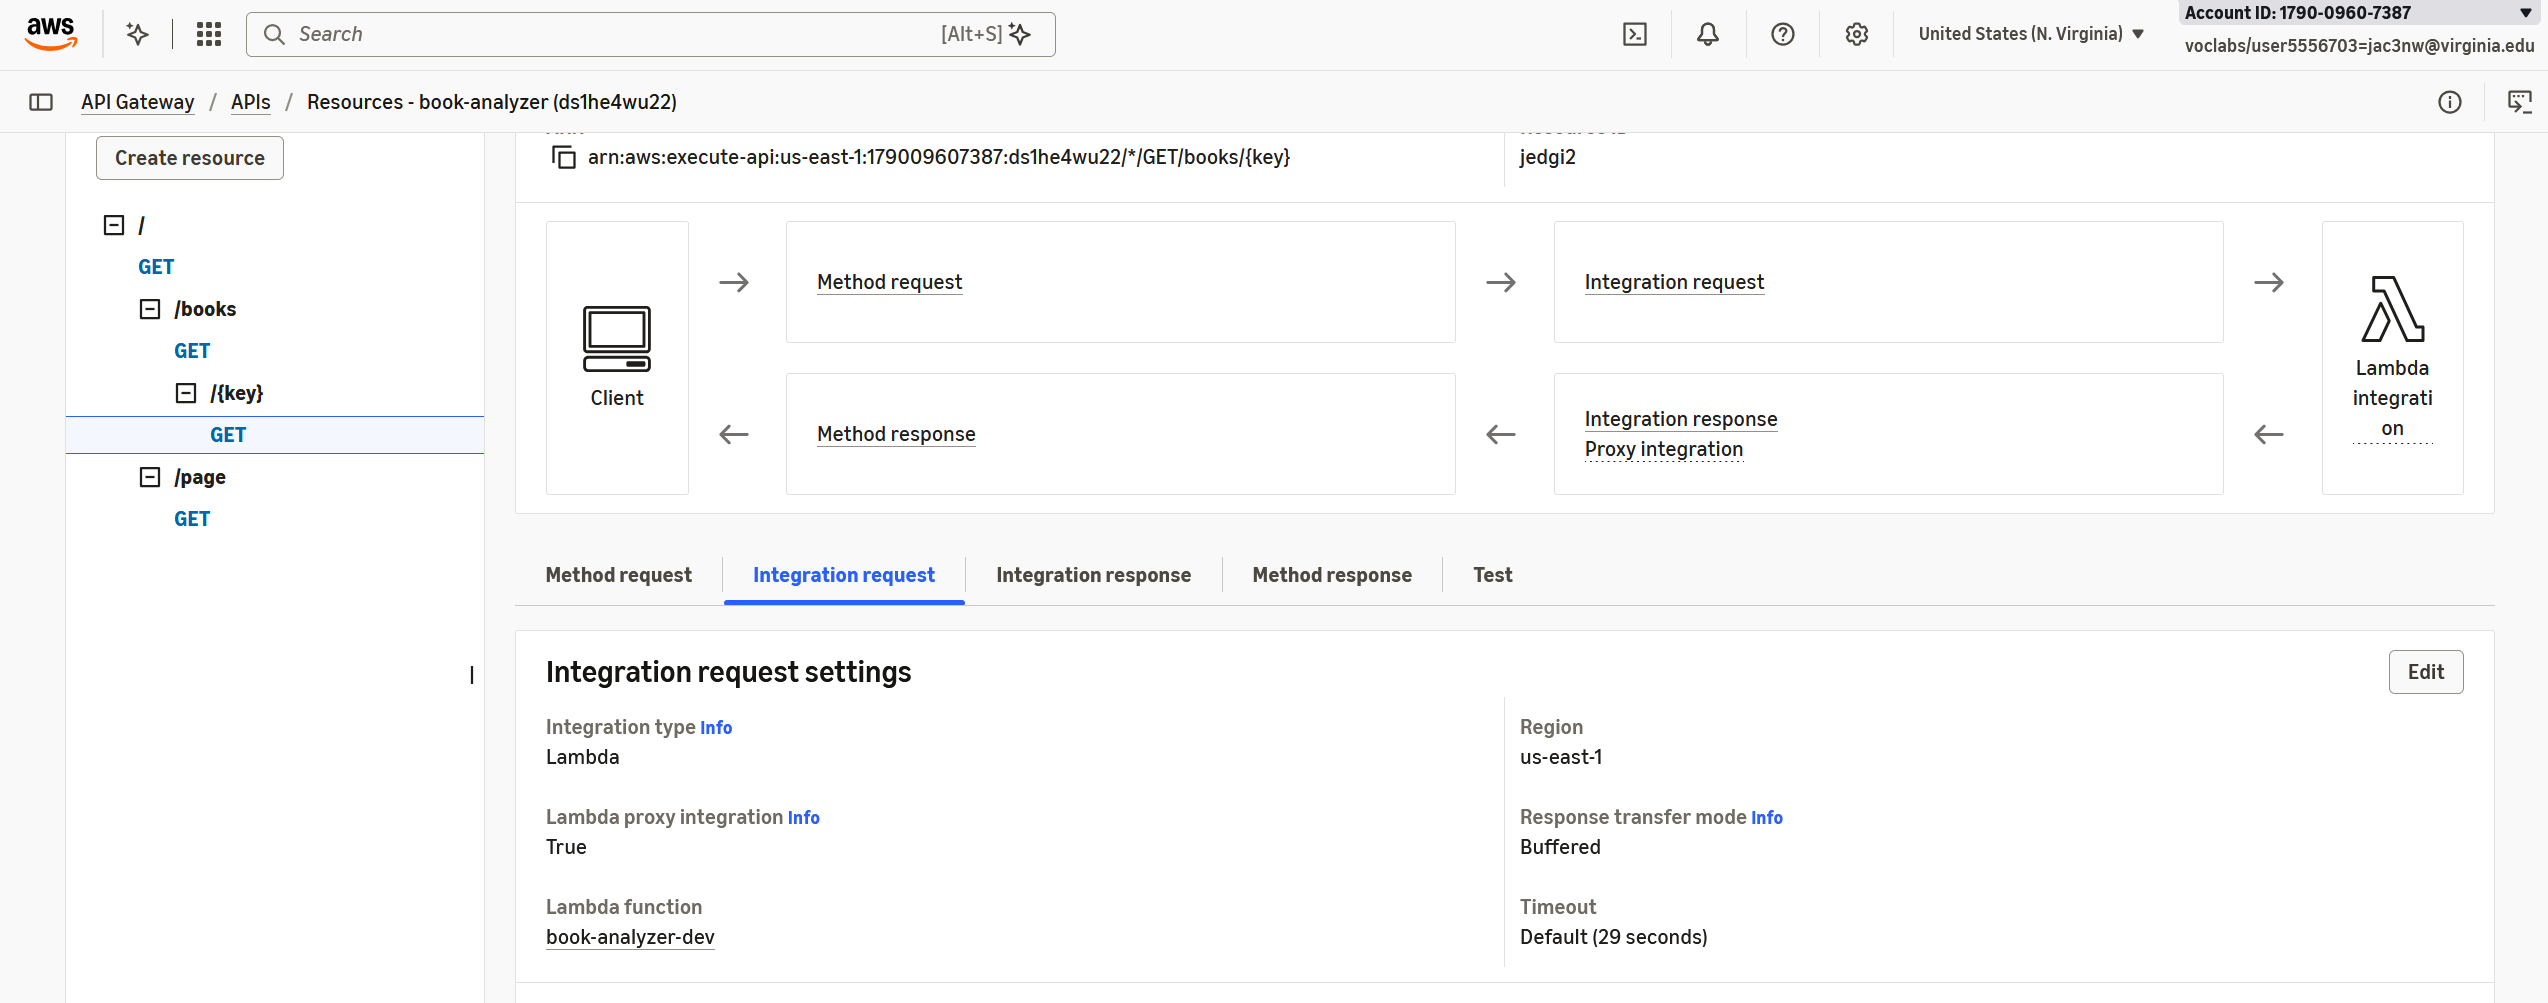 aws
Search
[Alt+S]
United States (N. Virginia)
Account ID: 1790-0960-7387
voclabs/user5556703=jac3nw@virginia.edu
API Gateway / APIs / Resources - book-analyzer (ds1he4wu22)
Create resource
arn:aws:execute-api:us-east-1:179009607387:ds1he4wu22/*/GET/books/{key}
jedgi2
/
GET
/books
GET
/{key}
GET
/page
GET
Client
Method request
Integration request
Method response
Integration response
Proxy integration
Lambda
integrati
on
Method request
Integration request
Integration response
Method response
Test
Integration request settings
Edit
Integration type Info
Lambda
Region
us-east-1
Lambda proxy integration Info
True
Response transfer mode Info
Buffered
Lambda function
book-analyzer-dev
Timeout
Default (29 seconds)